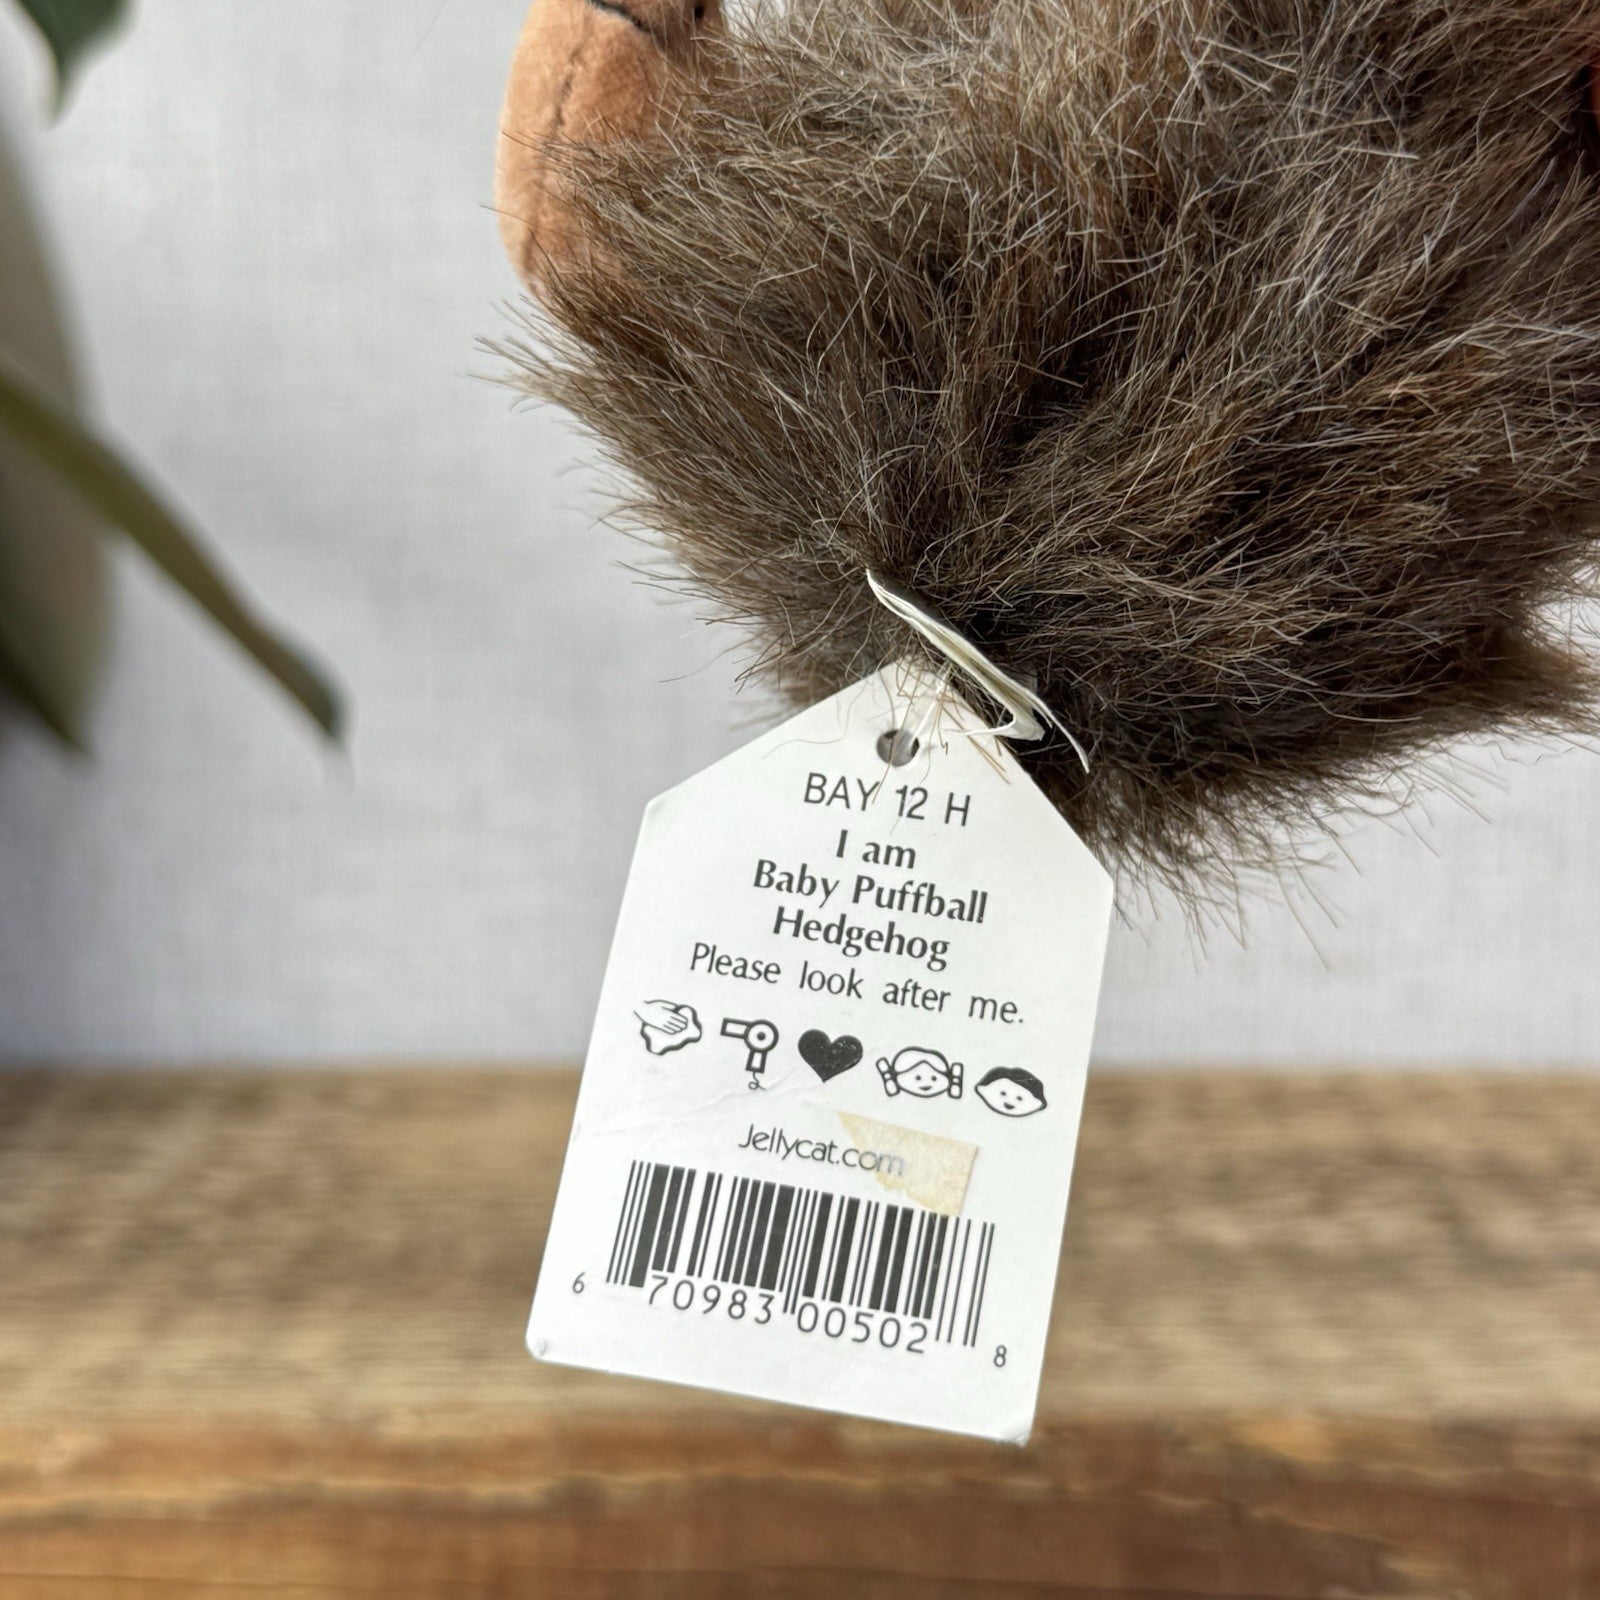 BAY 12 H
I am
Baby Puffball
Hedgehog
Please look after me.
Jellycat.com
6 70983 00502 8